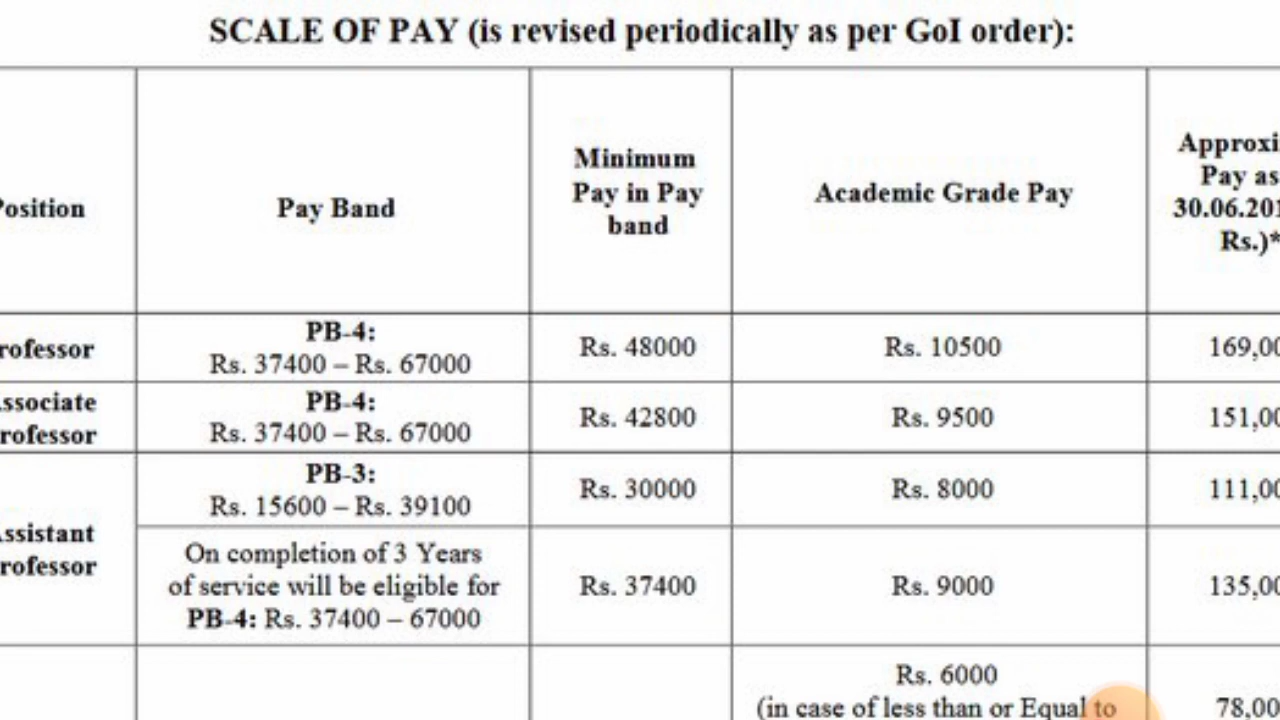 SCALE OF PAY (is revised periodically as per GoI order):
Position
Pay Band
Minimum
Pay in Pay
band
Academic Grade Pay
Approxi
Pay as
30.06.201
Rs.)*
rofessor
PB-4:
Rs. 37400 – Rs. 67000
Rs. 48000
Rs. 10500
169,00
ssociate
rofessor
PB-4:
Rs. 37400 – Rs. 67000
Rs. 42800
Rs. 9500
151,00
ssistant
rofessor
PB-3:
Rs. 15600 – Rs. 39100
Rs. 30000
Rs. 8000
111,00
On completion of 3 Years
of service will be eligible for
PB-4: Rs. 37400 – 67000
Rs. 37400
Rs. 9000
135,00
Rs. 6000
(in case of less than or Equal to
78,00